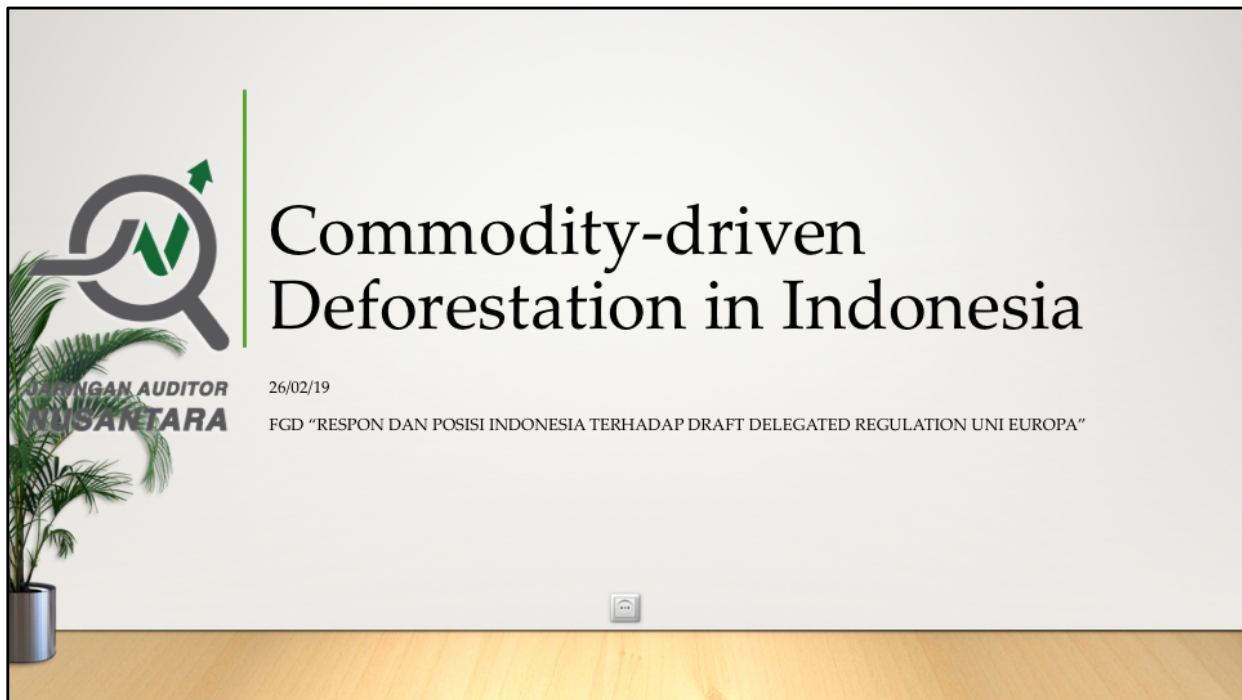 Commodity-driven
Deforestation in Indonesia
JARINGAN AUDITOR
NUSANTARA
26/02/19
FGD “RESPON DAN POSISI INDONESIA TERHADAP DRAFT DELEGATED REGULATION UNI EUROPA”